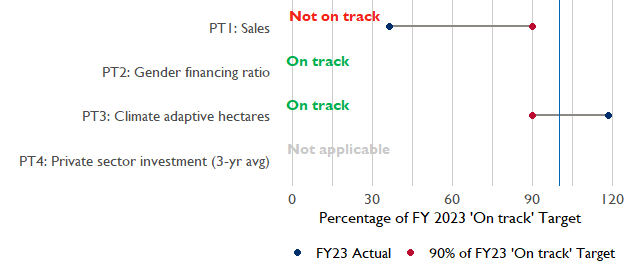 Not on track
PT1: Sales
On track
PT2: Gender financing ratio
On track
PT3: Climate adaptive hectares
Not applicable
PT4: Private sector investment (3-yr avg)
0 30 60 90 120
Percentage of FY 2023 'On track' Target
FY23 Actual 90% of FY23 'On track' Target